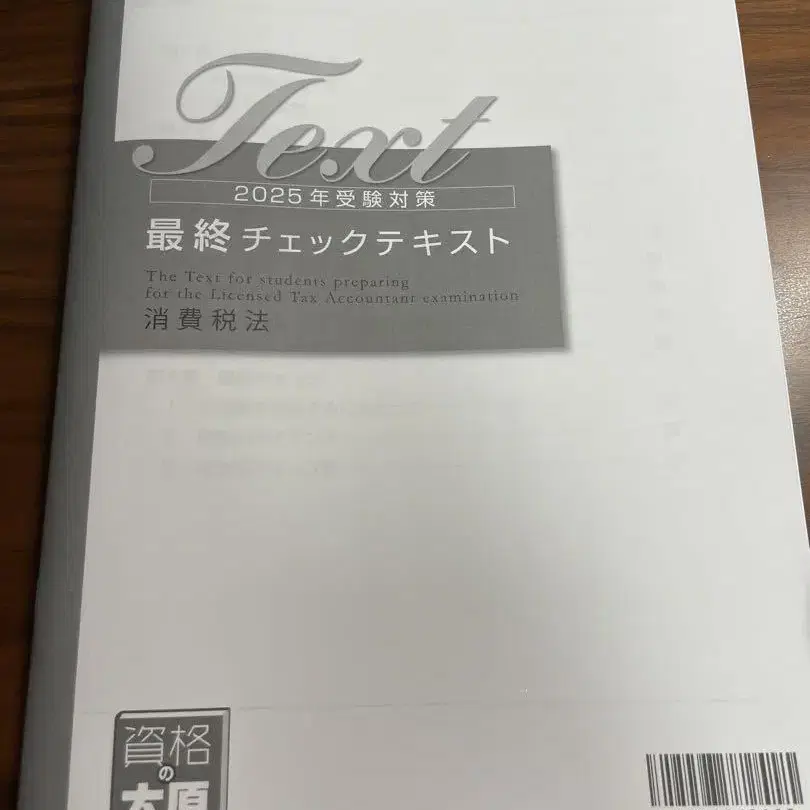 Text
2025年受験対策
最終チェックテキスト
The Text for students preparing
for the Licensed Tax Accountant examination
消費税法
資格
の
大原